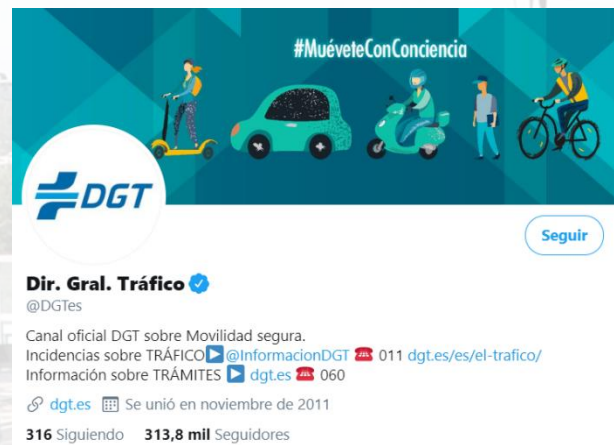 #MuéveteConConciencia
DGT
Seguir
Dir. Gral. Tráfico
@DGTes
Canal oficial DGT sobre Movilidad segura.
Incidencias sobre TRÁFICO▶️@InformacionDGT ☎️ 011 dgt.es/es/el-trafico/
Información sobre TRÁMITES ▶️ dgt.es ☎️ 060
dgt.es Se unió en noviembre de 2011
316 Siguiendo 313,8 mil Seguidores